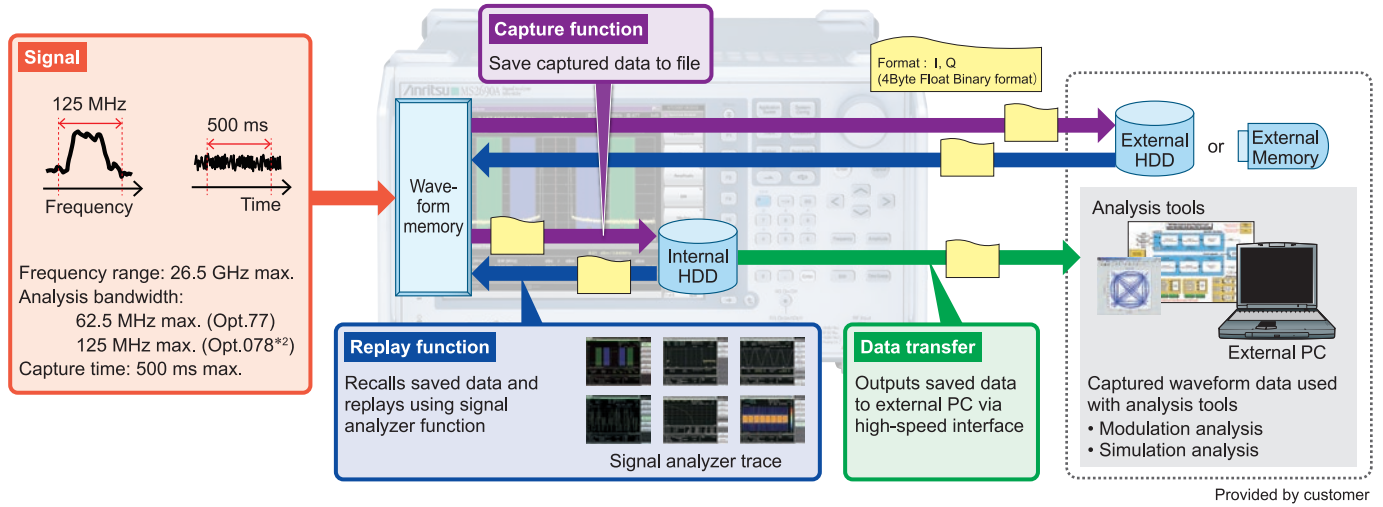 Signal
125 MHz
Frequency
500 ms
Time
Frequency range: 26.5 GHz max.
Analysis bandwidth:
62.5 MHz max. (Opt.77)
125 MHz max. (Opt.078*2)
Capture time: 500 ms max.
Capture function
Save captured data to file
Anritsu MS2690A
Wave-
form
memory
Internal
HDD
Format : I, Q
(4Byte Float Binary format)
External
HDD
or
External
Memory
Replay function
Recalls saved data and
replays using signal
analyzer function
Signal analyzer trace
Data transfer
Outputs saved data
to external PC via
high-speed interface
Analysis tools
External PC
Captured waveform data used
with analysis tools
• Modulation analysis
• Simulation analysis
Provided by customer